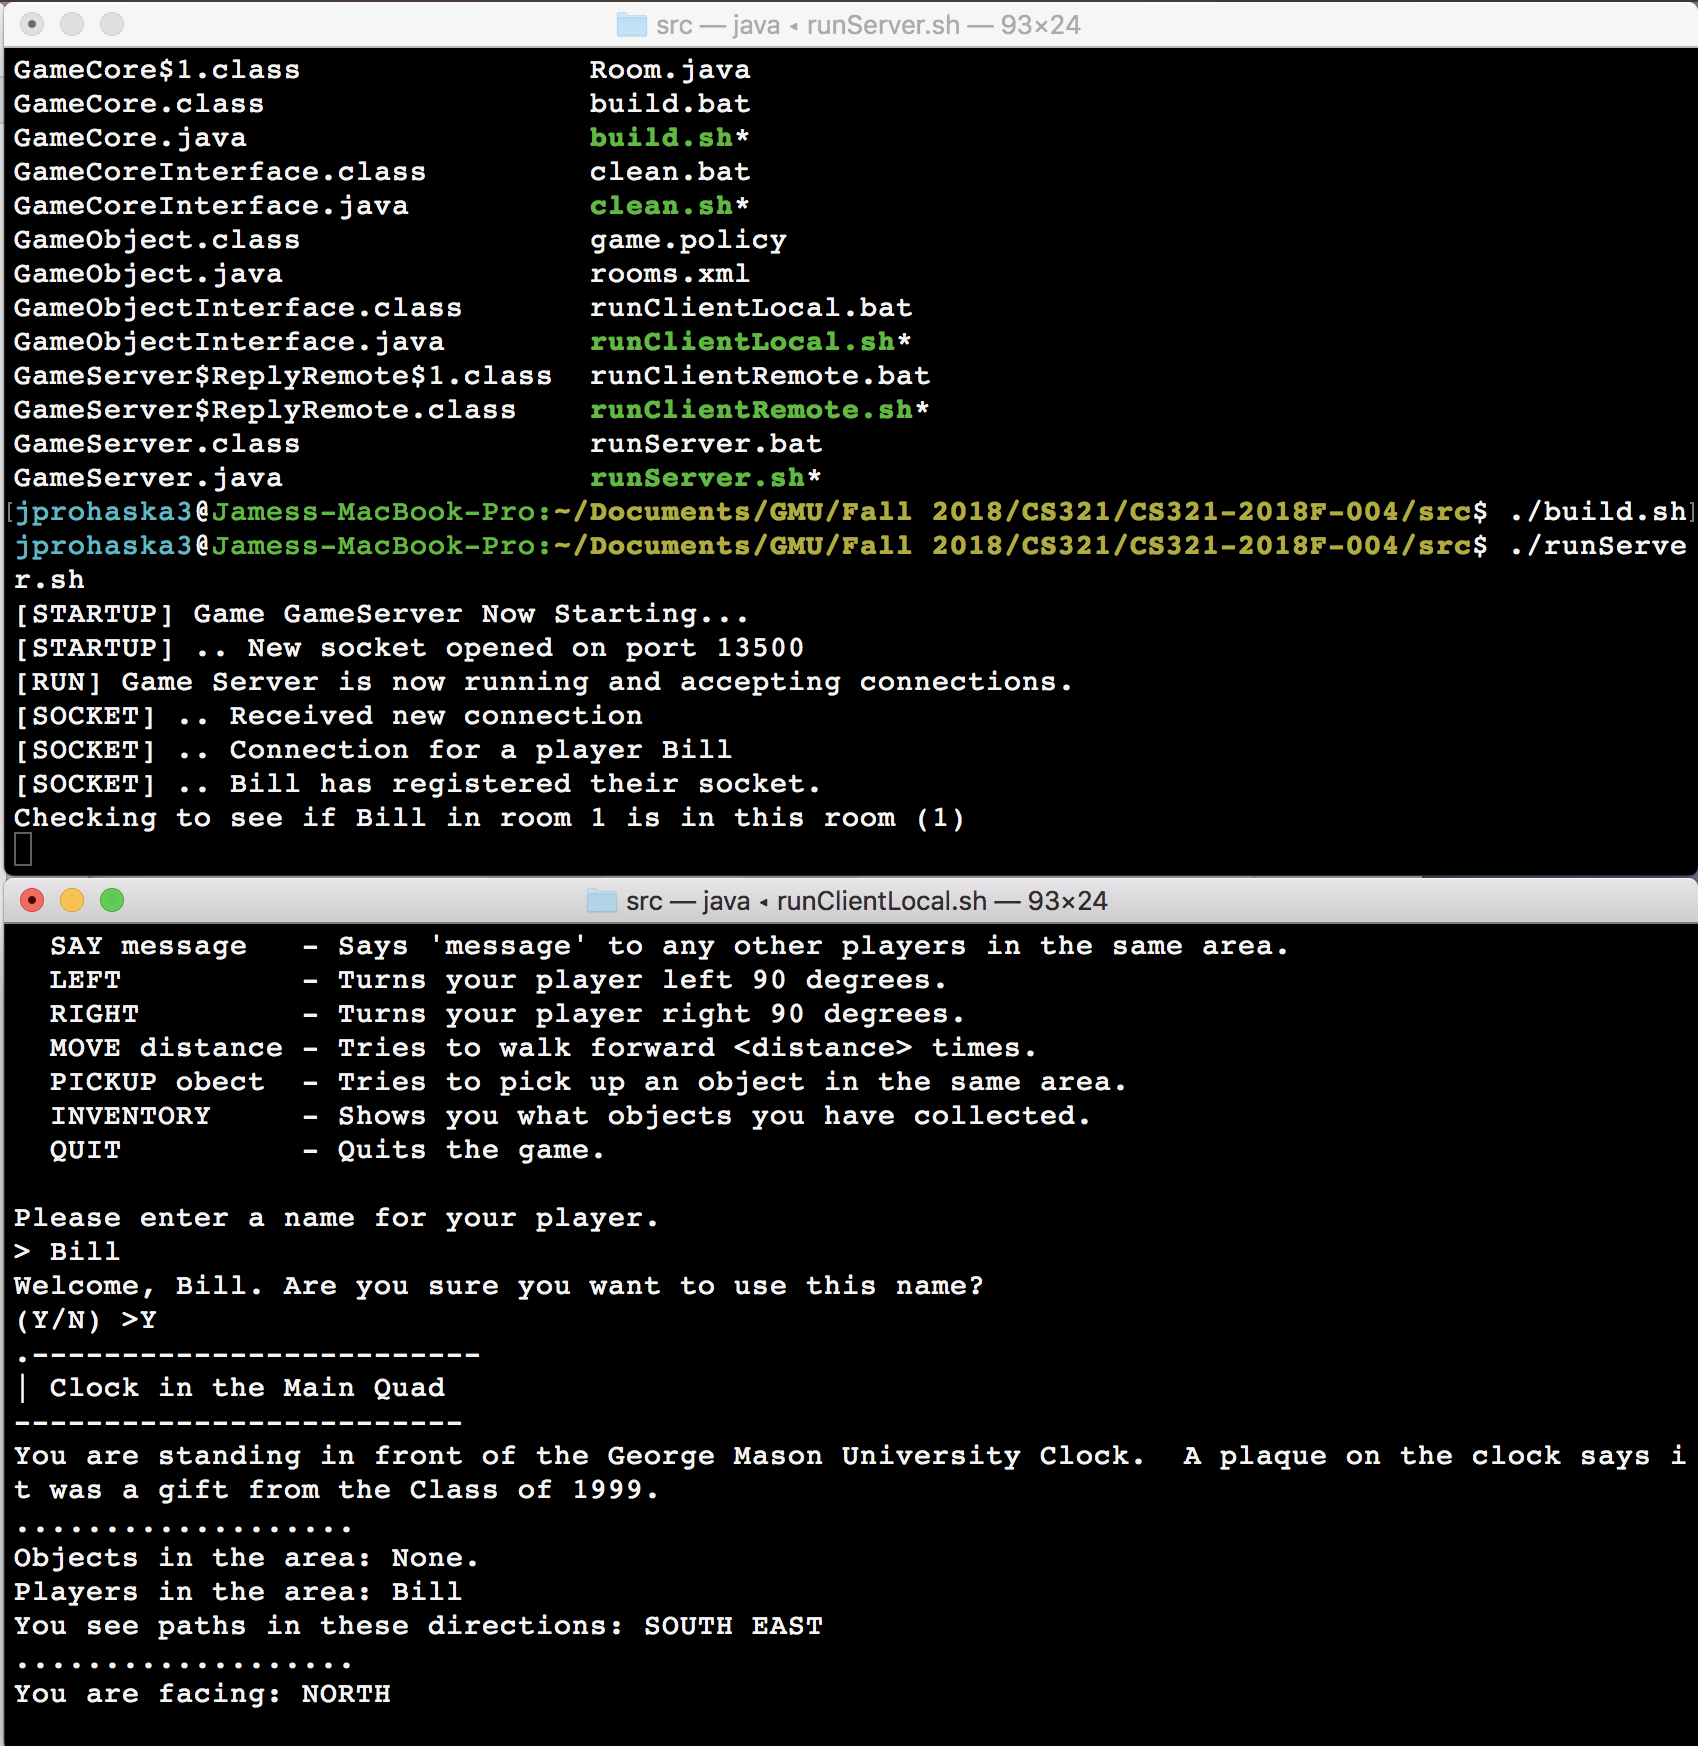 src — java ◂ runServer.sh — 93×24
GameCore$1.class                Room.java
GameCore.class                  build.bat
GameCore.java                   build.sh*
GameCoreInterface.class         clean.bat
GameCoreInterface.java          clean.sh*
GameObject.class                game.policy
GameObject.java                 rooms.xml
GameObjectInterface.class       runClientLocal.bat
GameObjectInterface.java        runClientLocal.sh*
GameServer$ReplyRemote$1.class  runClientRemote.bat
GameServer$ReplyRemote.class    runClientRemote.sh*
GameServer.class                runServer.bat
GameServer.java                 runServer.sh*
[jprohaska3@Jamess-MacBook-Pro:~/Documents/GMU/Fall 2018/CS321/CS321-2018F-004/src$ ./build.sh]
jprohaska3@Jamess-MacBook-Pro:~/Documents/GMU/Fall 2018/CS321/CS321-2018F-004/src$ ./runServe
r.sh
[STARTUP] Game GameServer Now Starting...
[STARTUP] .. New socket opened on port 13500
[RUN] Game Server is now running and accepting connections.
[SOCKET] .. Received new connection
[SOCKET] .. Connection for a player Bill
[SOCKET] .. Bill has registered their socket.
Checking to see if Bill in room 1 is in this room (1)
src — java ◂ runClientLocal.sh — 93×24
  SAY message   - Says 'message' to any other players in the same area.
  LEFT          - Turns your player left 90 degrees.
  RIGHT         - Turns your player right 90 degrees.
  MOVE distance - Tries to walk forward <distance> times.
  PICKUP obect  - Tries to pick up an object in the same area.
  INVENTORY     - Shows you what objects you have collected.
  QUIT          - Quits the game.
Please enter a name for your player.
> Bill
Welcome, Bill. Are you sure you want to use this name?
(Y/N) >Y
.-------------------------
| Clock in the Main Quad
-------------------------
You are standing in front of the George Mason University Clock.  A plaque on the clock says i
t was a gift from the Class of 1999.
...................
Objects in the area: None.
Players in the area: Bill
You see paths in these directions: SOUTH EAST
...................
You are facing: NORTH